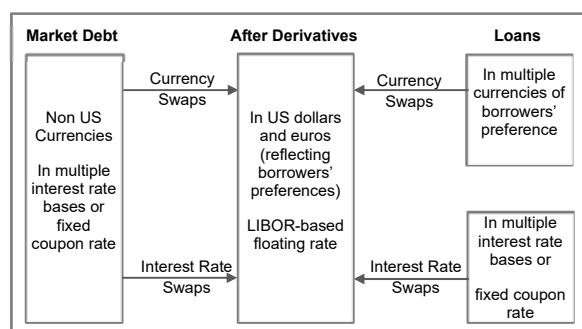 Market Debt
After Derivatives
Loans
Non US
Currencies
In multiple
interest rate
bases or
fixed
coupon rate
Currency
Swaps
Interest Rate
Swaps
In US dollars
and euros
(reflecting
borrowers'
preferences)
LIBOR-based
floating rate
Currency
Swaps
Interest Rate
Swaps
In multiple
currencies of
borrowers'
preference
In multiple
interest rate
bases or
fixed coupon
rate